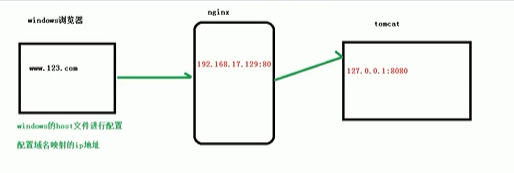 windows浏览器
nginx
tomcat
www.123.com
192.168.17.129:80
127.0.0.1:8080
windows的host文件进行配置
配置域名映射的ip地址